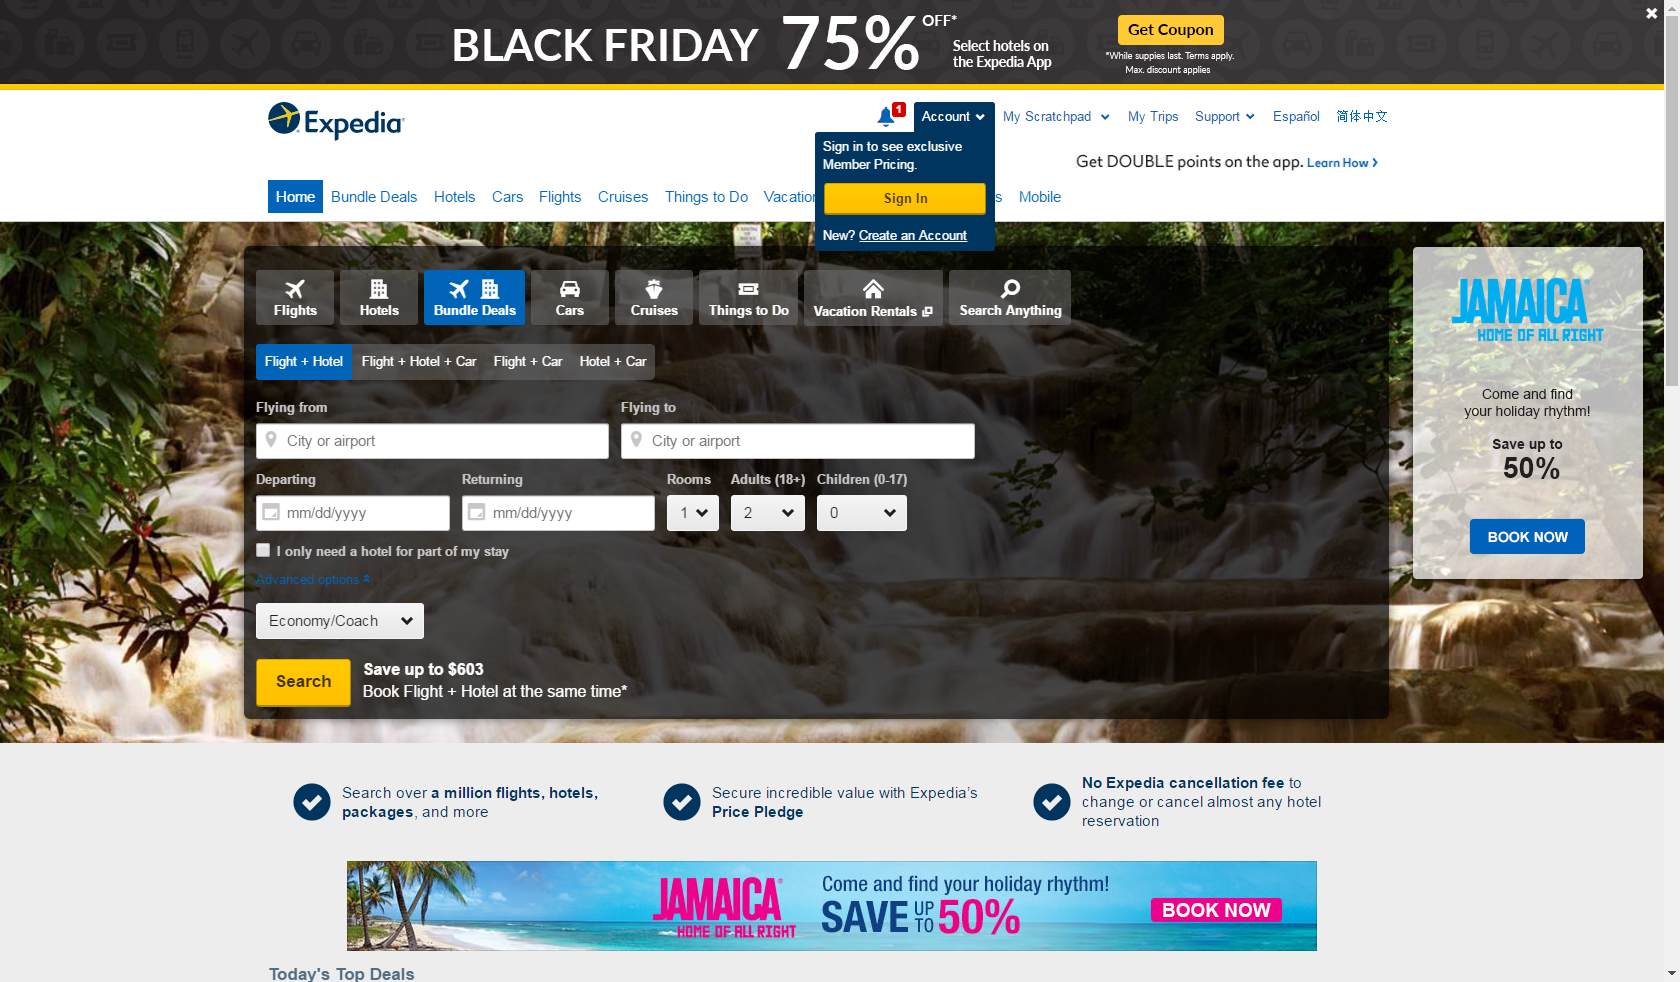 BLACK FRIDAY 75% OFF*
Select hotels on
the Expedia App
Get Coupon
*While suppies last. Terms apply.
Max. discount applies
Expedia
1
Account
My Scratchpad
My Trips
Support
Español
简体中文
Sign in to see exclusive
Member Pricing.
Sign In
New? Create an Account
Get DOUBLE points on the app. Learn How
Home
Bundle Deals
Hotels
Cars
Flights
Cruises
Things to Do
Mobile
Flights
Hotels
Bundle Deals
Cars
Cruises
Things to Do
Vacation Rentals
Search Anything
Flight + Hotel
Flight + Hotel + Car
Flight + Car
Hotel + Car
Flying from
Flying to
City or airport
City or airport
Departing
Returning
Rooms
Adults (18+)
Children (0-17)
mm/dd/yyyy
mm/dd/yyyy
1
2
0
I only need a hotel for part of my stay
Advanced options
Economy/Coach
Search
Save up to $603
Book Flight + Hotel at the same time*
JAMAICA
HOME OF ALL RIGHT
Come and find
your holiday rhythm!
Save up to
50%
BOOK NOW
Search over a million flights, hotels,
packages, and more
Secure incredible value with Expedia’s
Price Pledge
No Expedia cancellation fee to
change or cancel almost any hotel
reservation
JAMAICA
HOME OF ALL RIGHT
Come and find your holiday rhythm!
SAVE UP TO 50%
BOOK NOW
Today's Top Deals